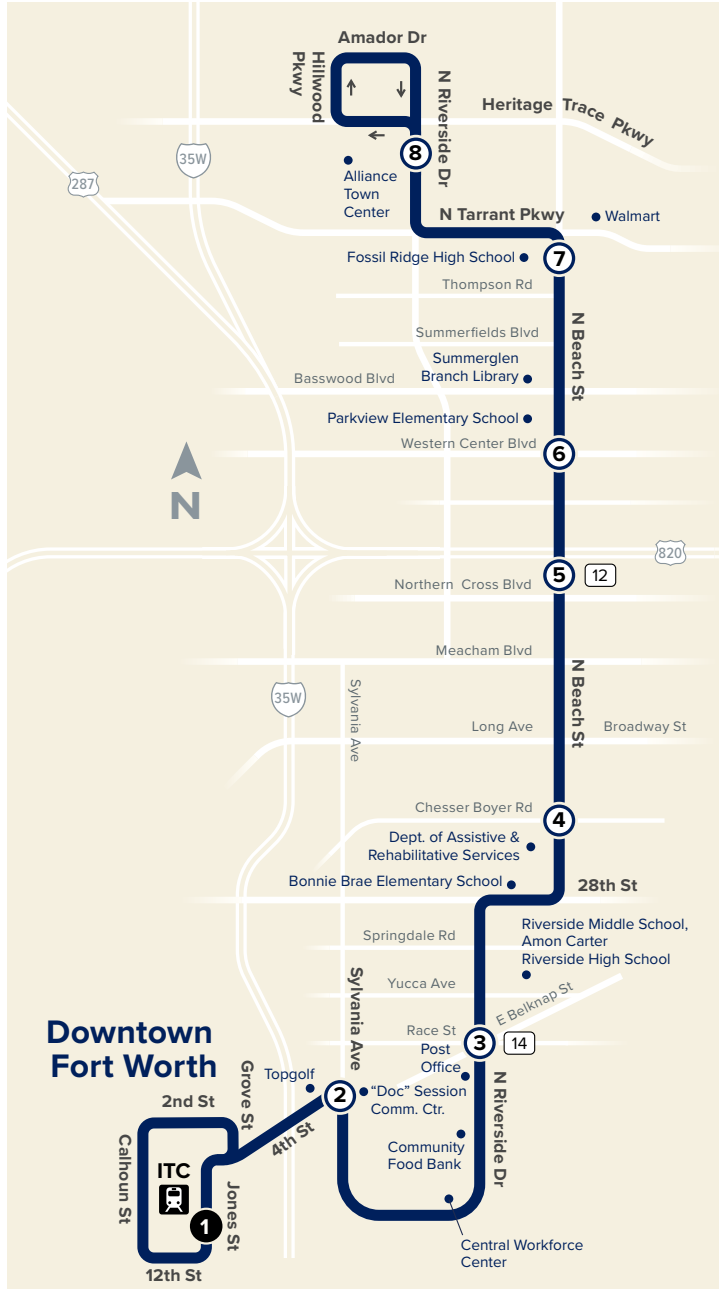 Amador Dr
Hillwood
Pkwy
N Riverside Dr
Heritage Trace Pkwy
35W
8
287
Alliance
Town
Center
N Tarrant Pkwy
Walmart
Fossil Ridge High School
7
Thompson Rd
N Beach St
Summerfields Blvd
Summerglen
Branch Library
Basswood Blvd
Parkview Elementary School
Western Center Blvd
6
N
820
5
12
Northern Cross Blvd
Meacham Blvd
35W
Sylvania Ave
N Beach St
Long Ave
Broadway St
Chesser Boyer Rd
4
Dept. of Assistive &
Rehabilitative Services
Bonnie Brae Elementary School
28th St
Riverside Middle School,
Amon Carter
Riverside High School
Springdale Rd
Yucca Ave
E Belknap St
Sylvania Ave
Race St
3
14
Downtown
Fort Worth
Post
Office
Grove St
Topgolf
2
"Doc" Session
Comm. Ctr.
N Riverside Dr
2nd St
4th St
Calhoun St
Community
Food Bank
ITC
Jones St
1
Central Workforce
Center
12th St